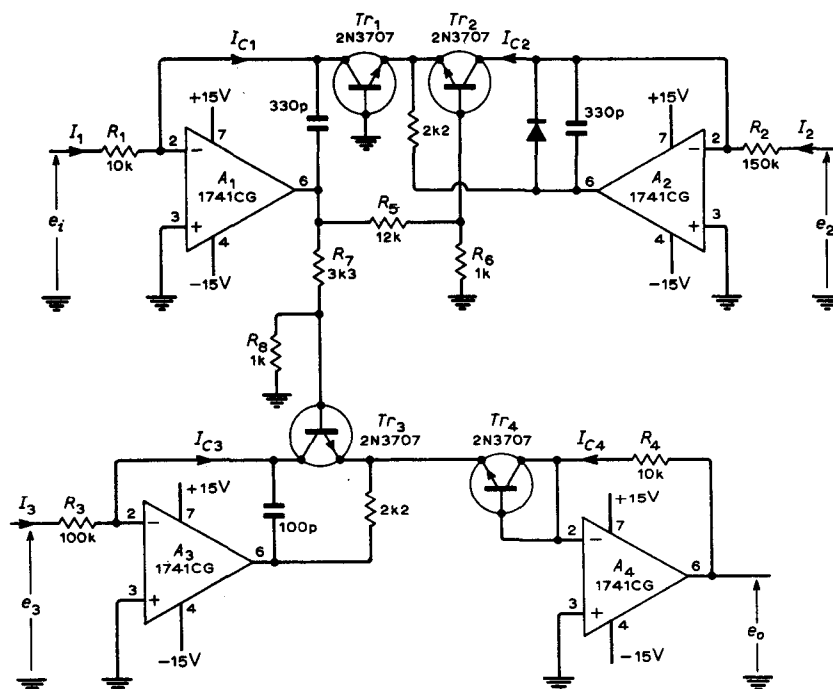 Tr1 Tr2
2N3707 2N3707
IC1 IC2
+15V 330p 2k2 330p +15V
I1 R1 2 7 7 2 R2 I2
10k − − 150k
A1 6 6 A2
1741CG 1741CG
ei 3 + 4 R5 4 + 3 e2
12k
−15V R7 R6 −15V
3k3 1k
R8
1k
Tr3 Tr4
IC3 2N3707 2N3707 IC4 R4
10k
+15V +15V
I3 R3 2 7 100p 2k2 2 7
100k − −
A3 6 A4 6
1741CG 1741CG
e3 3 + 4 3 + 4 eo
−15V −15V